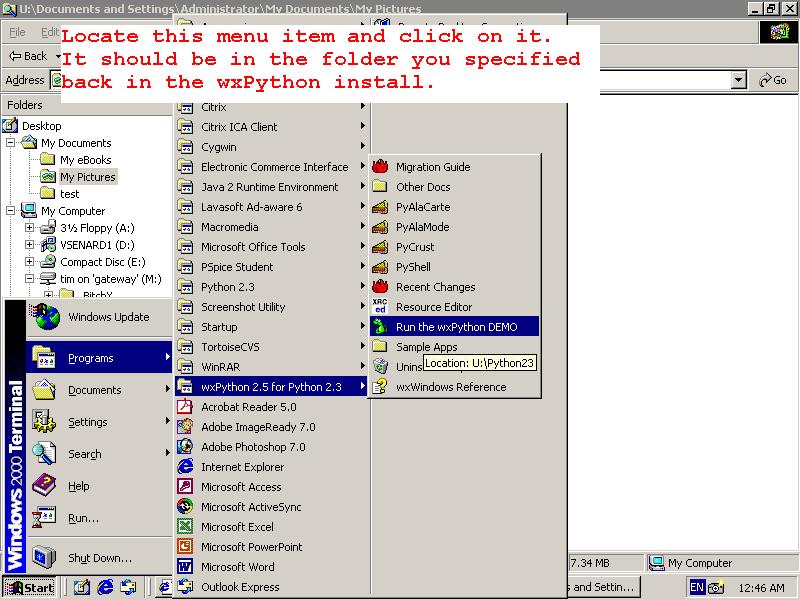 U:\Documents and Settings\Administrator\My Documents\My Pictures
File
Locate this menu item and click on it.
It should be in the folder you specified
back in the wxPython install.
Back
Address
Go
Folders
Desktop
My Documents
My eBooks
My Pictures
test
My Computer
3½ Floppy (A:)
VSENARD1 (D:)
Compact Disc (E:)
tim on 'gateway' (M:)
BitchX
Windows 2000 Terminal
Windows Update
Programs
Documents
Settings
Search
Help
Run...
Shut Down...
Citrix
Citrix ICA Client
Cygwin
Electronic Commerce Interface
Java 2 Runtime Environment
Lavasoft Ad-aware 6
Macromedia
Microsoft Office Tools
PSpice Student
Python 2.3
Screenshot Utility
Startup
TortoiseCVS
WinRAR
wxPython 2.5 for Python 2.3
Acrobat Reader 5.0
Adobe ImageReady 7.0
Adobe Photoshop 7.0
Internet Explorer
Microsoft Access
Microsoft ActiveSync
Microsoft Excel
Microsoft PowerPoint
Microsoft Word
Outlook Express
Migration Guide
Other Docs
PyAlaCarte
PyAlaMode
PyCrust
PyShell
Recent Changes
XRC ed Resource Editor
Run the wxPython DEMO
Sample Apps
Unins
Location: U:\Python23
wxWindows Reference
7.34 MB
My Computer
Start
s and Settin...
EN
12:46 AM